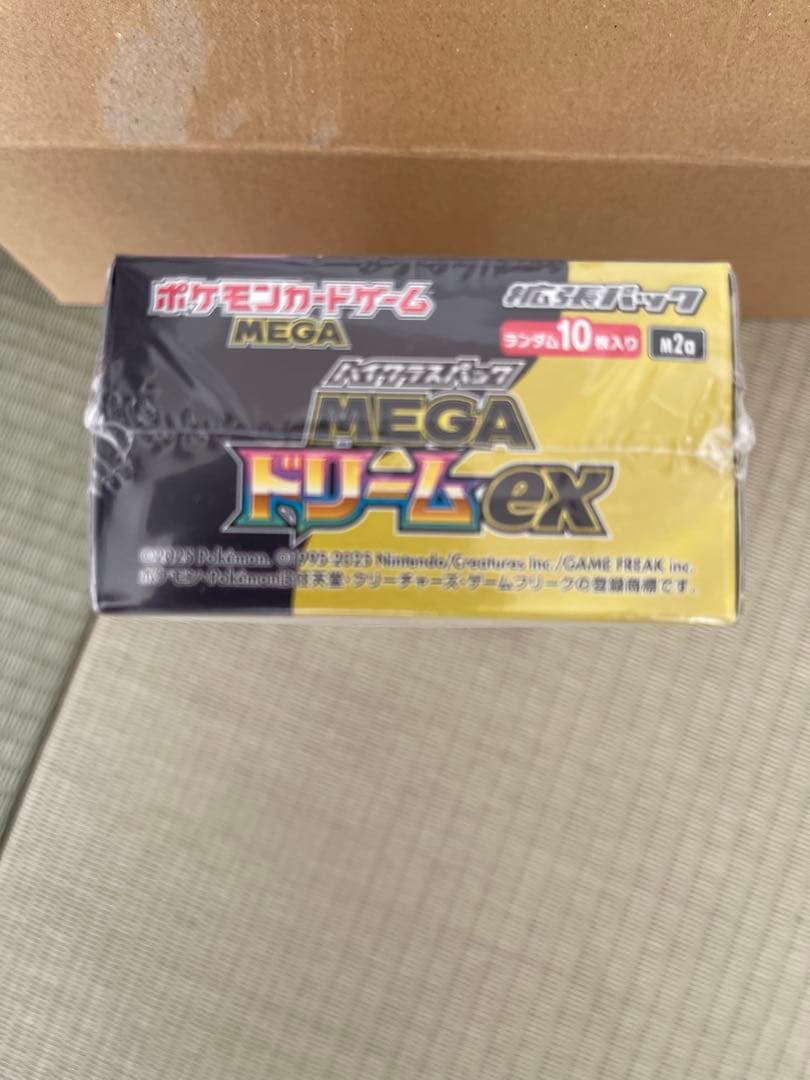 ポケモンカードゲーム
MEGA
拡張パック
ランダム10枚入り
M2a
ハイクラスパック
MEGA
ドリームex
©2025 Pokémon. ©1995-2025 Nintendo/Creatures Inc./GAME FREAK inc.
ポケモン・Pokémonは任天堂・クリーチャーズ・ゲームフリークの登録商標です。